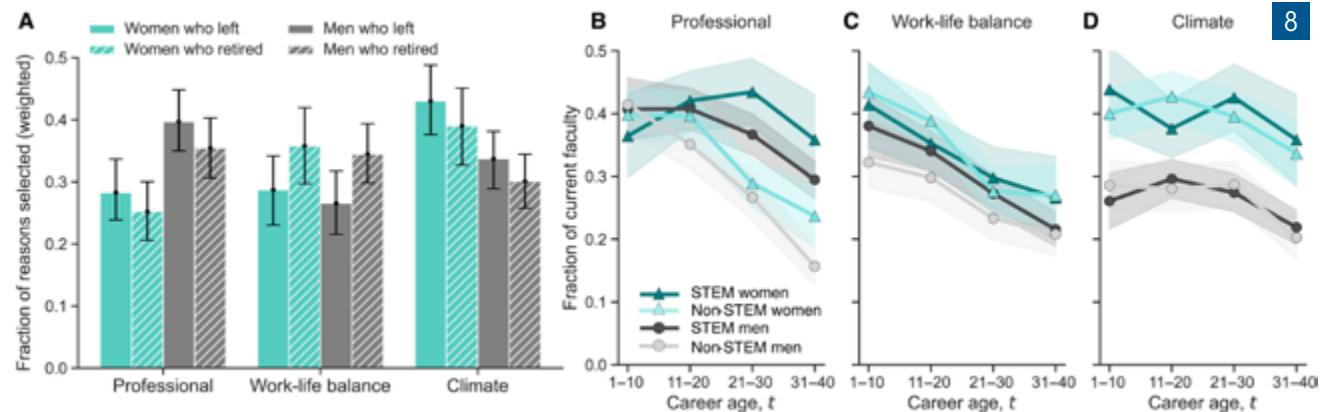 A
Women who left
Women who retired
Men who left
Men who retired
Fraction of reasons selected (weighted)
0.5
0.4
0.3
0.2
0.1
0.0
Professional
Work-life balance
Climate
B
Professional
Fraction of current faculty
0.5
0.4
0.3
0.2
0.1
0.0
STEM women
Non-STEM women
STEM men
Non-STEM men
1–10
11–20
21–30
31–40
Career age, t
C
Work-life balance
1–10
11–20
21–30
31–40
Career age, t
D
Climate
8
1–10
11–20
21–30
31–40
Career age, t